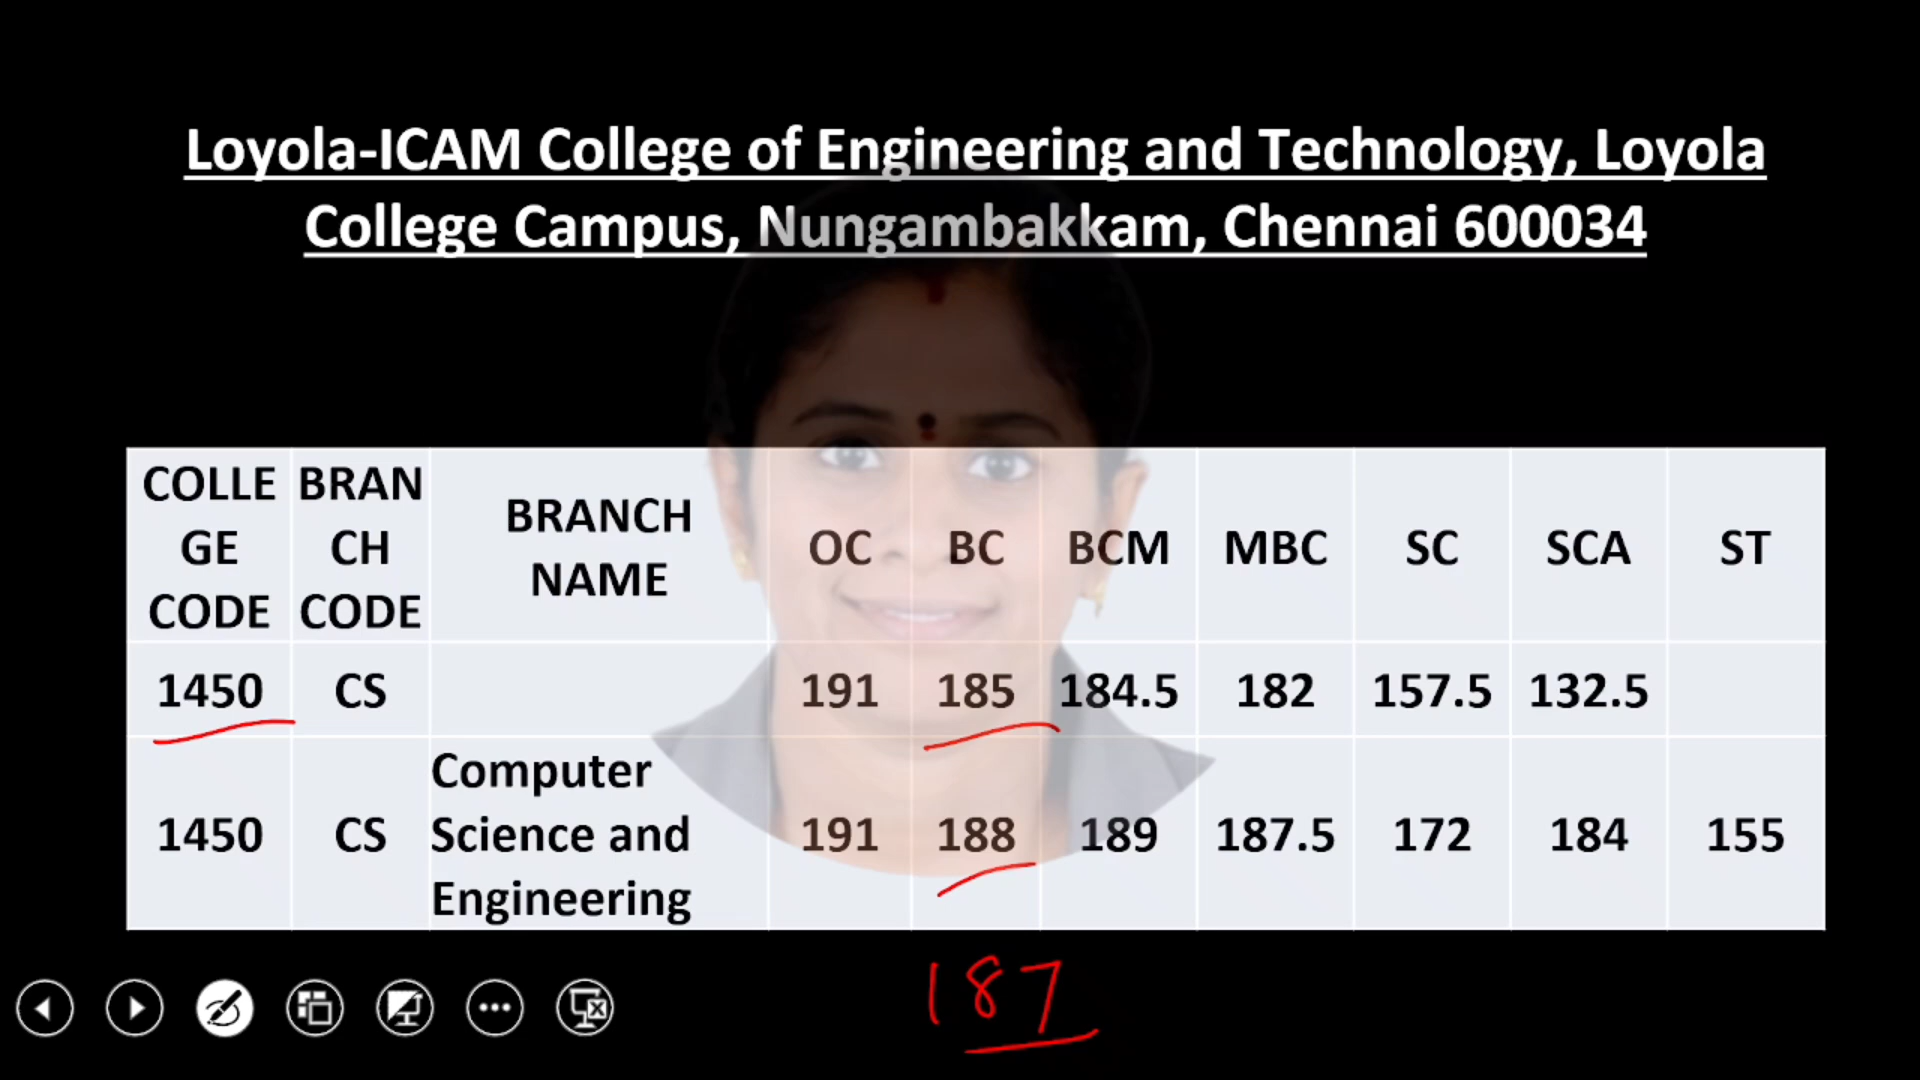 Loyola-ICAM College of Engineering and Technology, Loyola
College Campus, Nungambakkam, Chennai 600034
COLLE
GE
CODE
BRAN
CH
CODE
BRANCH
NAME
OC
BC
BCM
MBC
SC
SCA
ST
1450
CS
191
185
184.5
182
157.5
132.5
1450
CS
Computer
Science and
Engineering
191
188
189
187.5
172
184
155
187